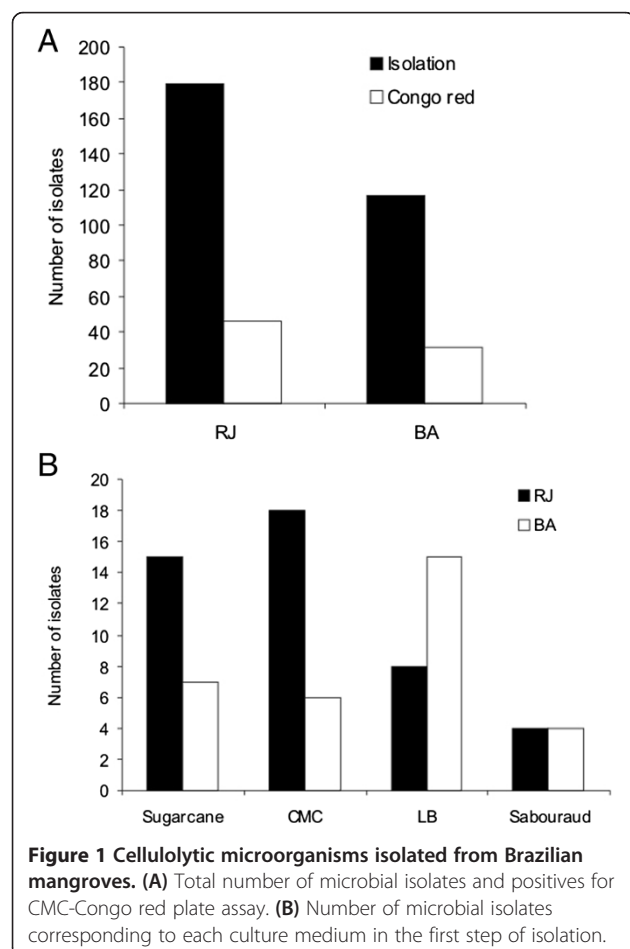 A
Number of isolates
200
180
160
140
120
100
80
60
40
20
0
Isolation
Congo red
RJ BA
B
Number of isolates
20
18
16
14
12
10
8
6
4
2
0
RJ
BA
Sugarcane CMC LB Sabouraud
Figure 1 Cellulolytic microorganisms isolated from Brazilian
mangroves. (A) Total number of microbial isolates and positives for
CMC-Congo red plate assay. (B) Number of microbial isolates
corresponding to each culture medium in the first step of isolation.